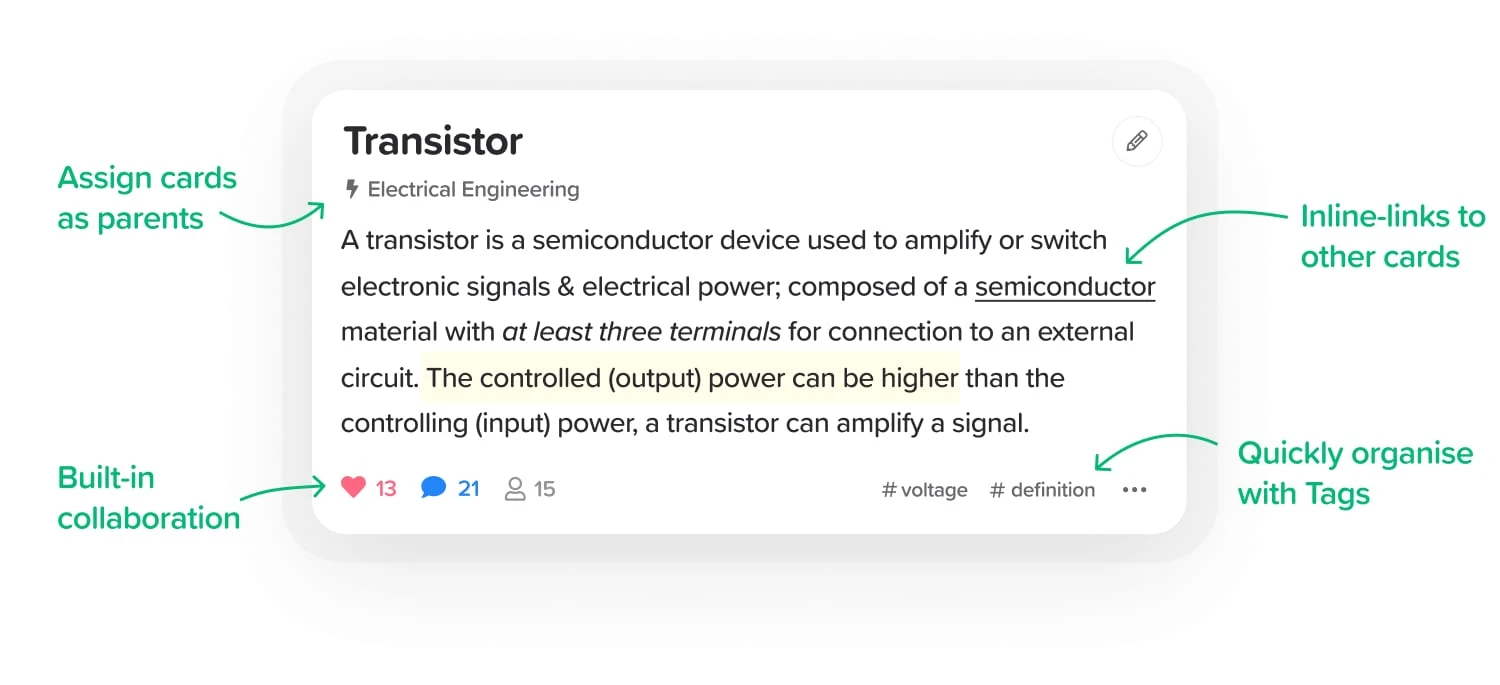 Transistor
Electrical Engineering
A transistor is a semiconductor device used to amplify or switch
electronic signals & electrical power; composed of a semiconductor
material with at least three terminals for connection to an external
circuit. The controlled (output) power can be higher than the
controlling (input) power, a transistor can amplify a signal.
13 21 15
# voltage # definition
Assign cards
as parents
Built-in
collaboration
Inline-links to
other cards
Quickly organise
with Tags